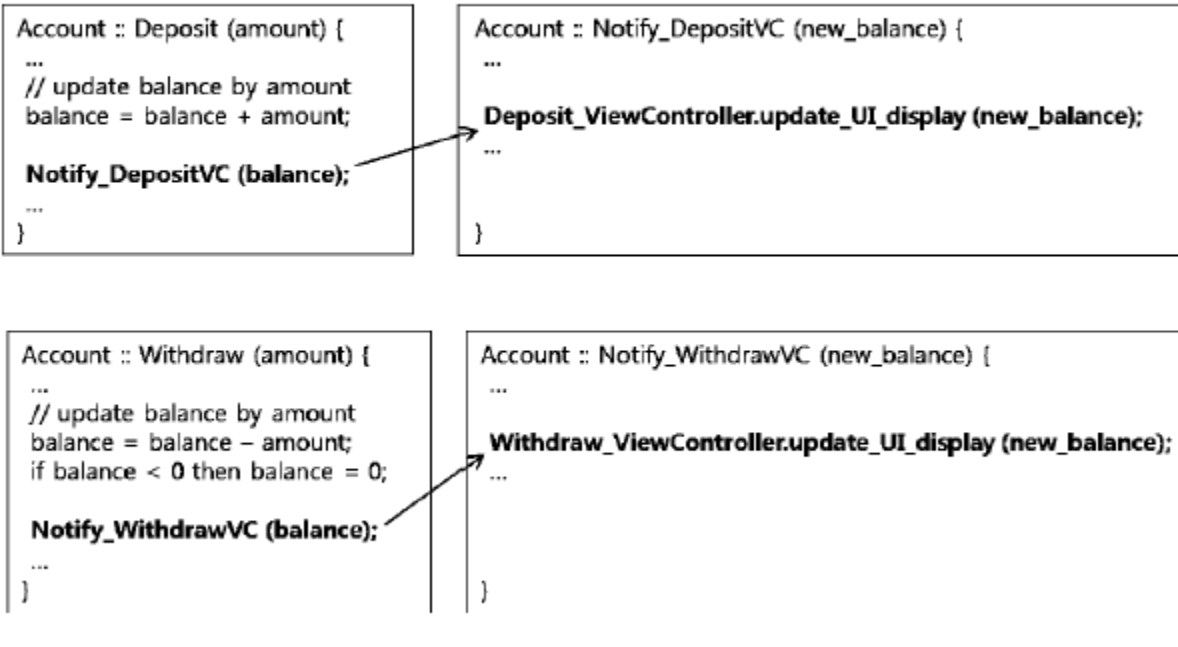 Account :: Deposit (amount) {
...
// update balance by amount
balance = balance + amount;
Notify_DepositVC (balance);
...
}
Account :: Notify_DepositVC (new_balance) {
...
Deposit_ViewController.update_UI_display (new_balance);
...
}
Account :: Withdraw (amount) {
...
// update balance by amount
balance = balance – amount;
if balance < 0 then balance = 0;
Notify_WithdrawVC (balance);
...
}
Account :: Notify_WithdrawVC (new_balance) {
...
Withdraw_ViewController.update_UI_display (new_balance);
...
}